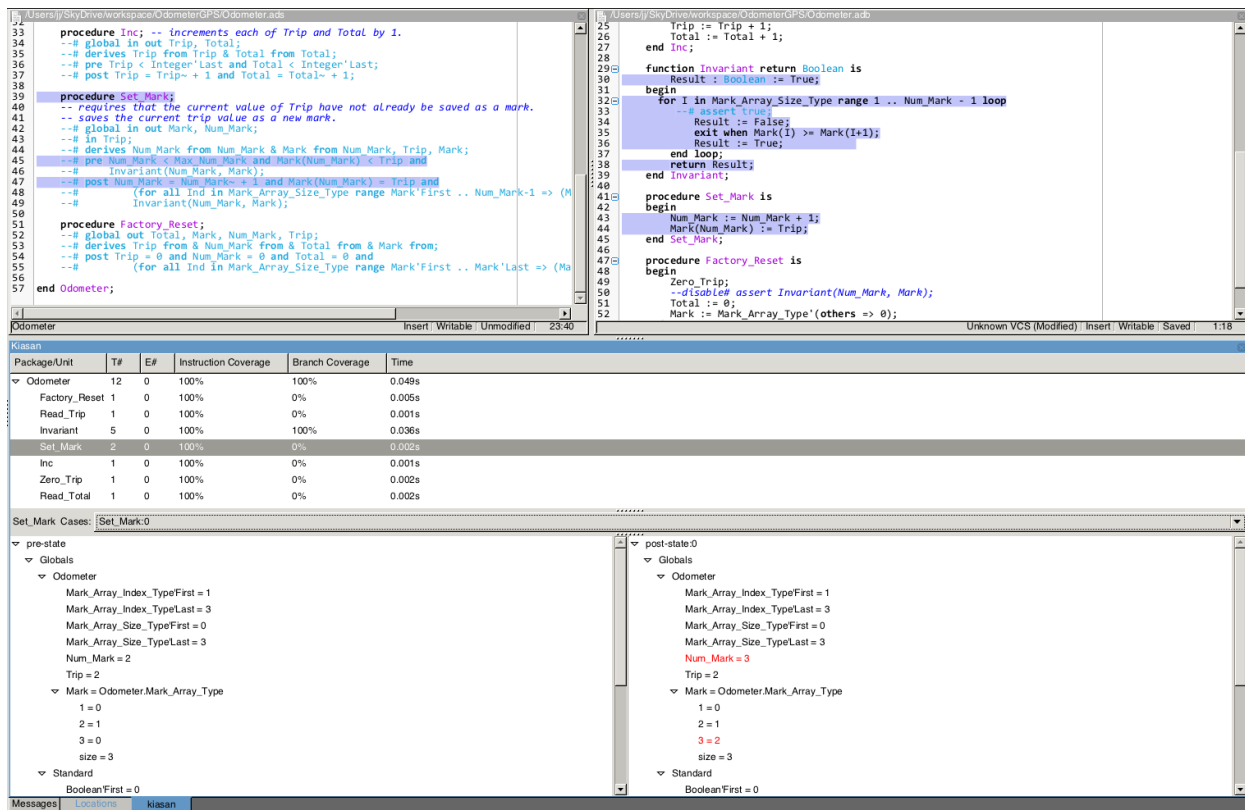 /Users/jj/SkyDrive/workspace/OdometerGPS/Odometer.ads
32
33 procedure Inc; -- increments each of Trip and Total by 1.
34 --# global in out Trip, Total;
35 --# derives Trip from Trip & Total from Total;
36 --# pre Trip < Integer'Last and Total < Integer'Last;
37 --# post Trip = Trip~ + 1 and Total = Total~ + 1;
38
39 procedure Set_Mark;
40 -- requires that the current value of Trip have not already be saved as a mark.
41 -- saves the current trip value as a new mark.
42 --# global in out Mark, Num_Mark;
43 --# in Trip;
44 --# derives Num_Mark from Num_Mark & Mark from Num_Mark, Trip, Mark;
45 --# pre Num_Mark < Max_Num_Mark and Mark(Num_Mark) < Trip and
46 --# Invariant(Num_Mark, Mark);
47 --# post Num_Mark = Num_Mark~ + 1 and Mark(Num_Mark) = Trip and
48 --# (for all Ind in Mark_Array_Size_Type range Mark'First .. Num_Mark-1 => (M
49 --# Invariant(Num_Mark, Mark);
50
51 procedure Factory_Reset;
52 --# global out Total, Mark, Num_Mark, Trip;
53 --# derives Trip from & Num_Mark from & Total from & Mark from;
54 --# post Trip = 0 and Num_Mark = 0 and Total = 0 and
55 --# (for all Ind in Mark_Array_Size_Type range Mark'First .. Mark'Last => (Ma
56
57 end Odometer;
Odometer Insert Writable Unmodified 23:40
/Users/jj/SkyDrive/workspace/OdometerGPS/Odometer.adb
25 Trip := Trip + 1;
26 Total := Total + 1;
27 end Inc;
28
29 function Invariant return Boolean is
30 Result : Boolean := True;
31 begin
32 for I in Mark_Array_Size_Type range 1 .. Num_Mark - 1 loop
33 --# assert true;
34 Result := False;
35 exit when Mark(I) >= Mark(I+1);
36 Result := True;
37 end loop;
38 return Result;
39 end Invariant;
40
41 procedure Set_Mark is
42 begin
43 Num_Mark := Num_Mark + 1;
44 Mark(Num_Mark) := Trip;
45 end Set_Mark;
46
47 procedure Factory_Reset is
48 begin
49 Zero_Trip;
50 --disable# assert Invariant(Num_Mark, Mark);
51 Total := 0;
52 Mark := Mark_Array_Type'(others => 0);
Unknown VCS (Modified) Insert Writable Saved 1:18
Kiasan
Package/Unit T# E# Instruction Coverage Branch Coverage Time
Odometer 12 0 100% 100% 0.049s
Factory_Reset 1 0 100% 0% 0.005s
Read_Trip 1 0 100% 0% 0.001s
Invariant 5 0 100% 100% 0.036s
Set_Mark 2 0 100% 0% 0.002s
Inc 1 0 100% 0% 0.001s
Zero_Trip 1 0 100% 0% 0.002s
Read_Total 1 0 100% 0% 0.002s
Set_Mark Cases: Set_Mark:0
pre-state
Globals
Odometer
Mark_Array_Index_Type'First = 1
Mark_Array_Index_Type'Last = 3
Mark_Array_Size_Type'First = 0
Mark_Array_Size_Type'Last = 3
Num_Mark = 2
Trip = 2
Mark = Odometer.Mark_Array_Type
1 = 0
2 = 1
3 = 0
size = 3
Standard
Boolean'First = 0
post-state:0
Globals
Odometer
Mark_Array_Index_Type'First = 1
Mark_Array_Index_Type'Last = 3
Mark_Array_Size_Type'First = 0
Mark_Array_Size_Type'Last = 3
Num_Mark = 3
Trip = 2
Mark = Odometer.Mark_Array_Type
1 = 0
2 = 1
3 = 2
size = 3
Standard
Boolean'First = 0
Messages Locations kiasan